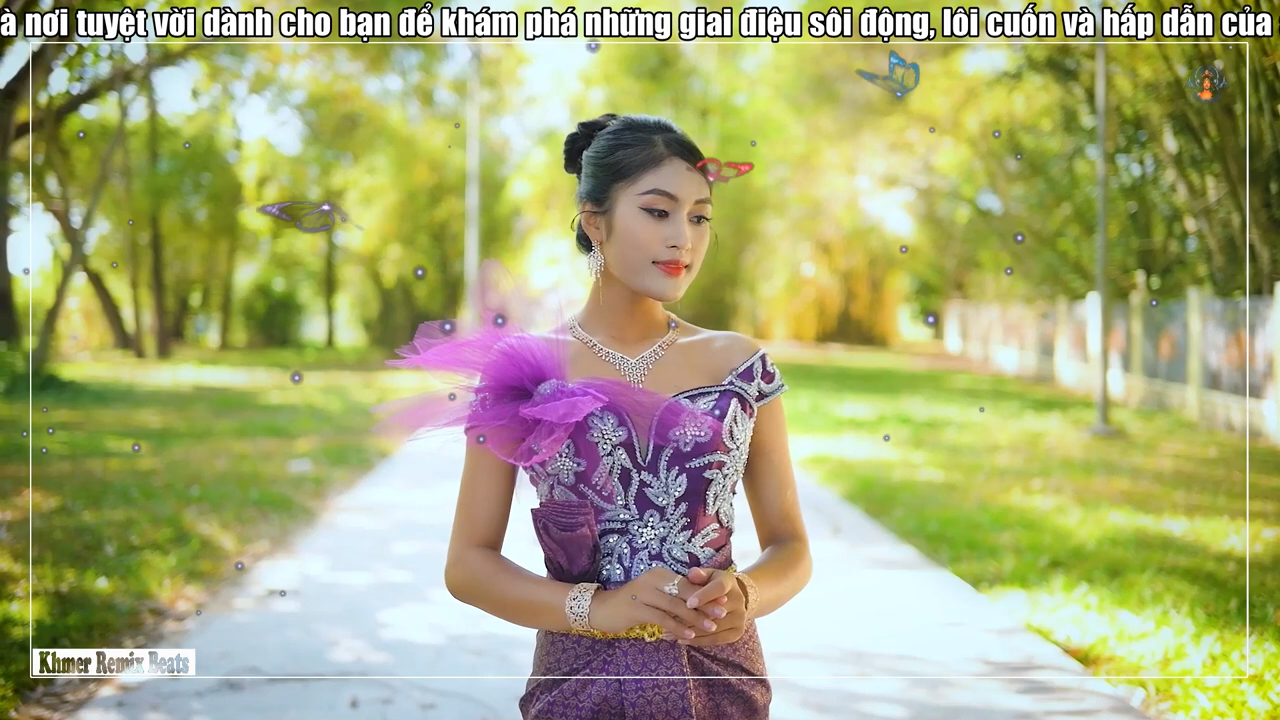 à nơi tuyệt vời dành cho bạn để khám phá những giai điệu sôi động, lôi cuốn và hấp dẫn của
Khmer Remix Beats